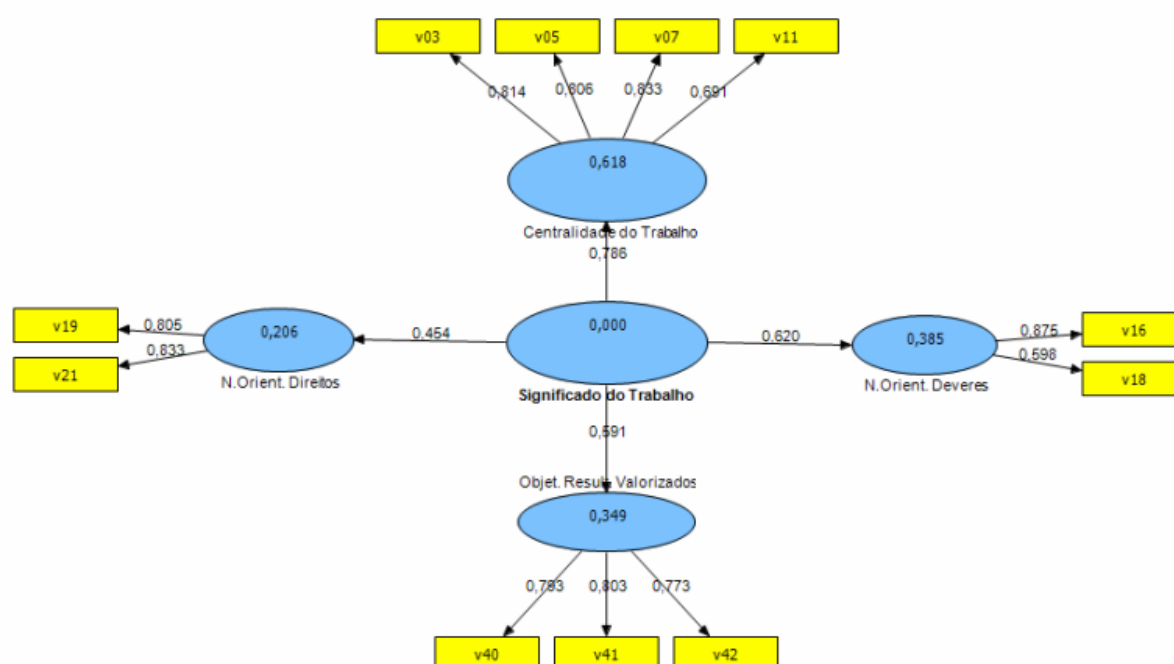 v03 v05 v07 v11
0,814 0,606 0,833 0,691
0,618
Centralidade do Trabalho
0,786
v19 0,805 0,206 0,454 0,000 0,620 0,385 0,875 v16
v21 0,833 0,598 v18
N.Orient. Direitos
Significado do Trabalho
N.Orient. Deveres
0,591
Objet. Result. Valorizados
0,349
0,793 0,803 0,773
v40 v41 v42